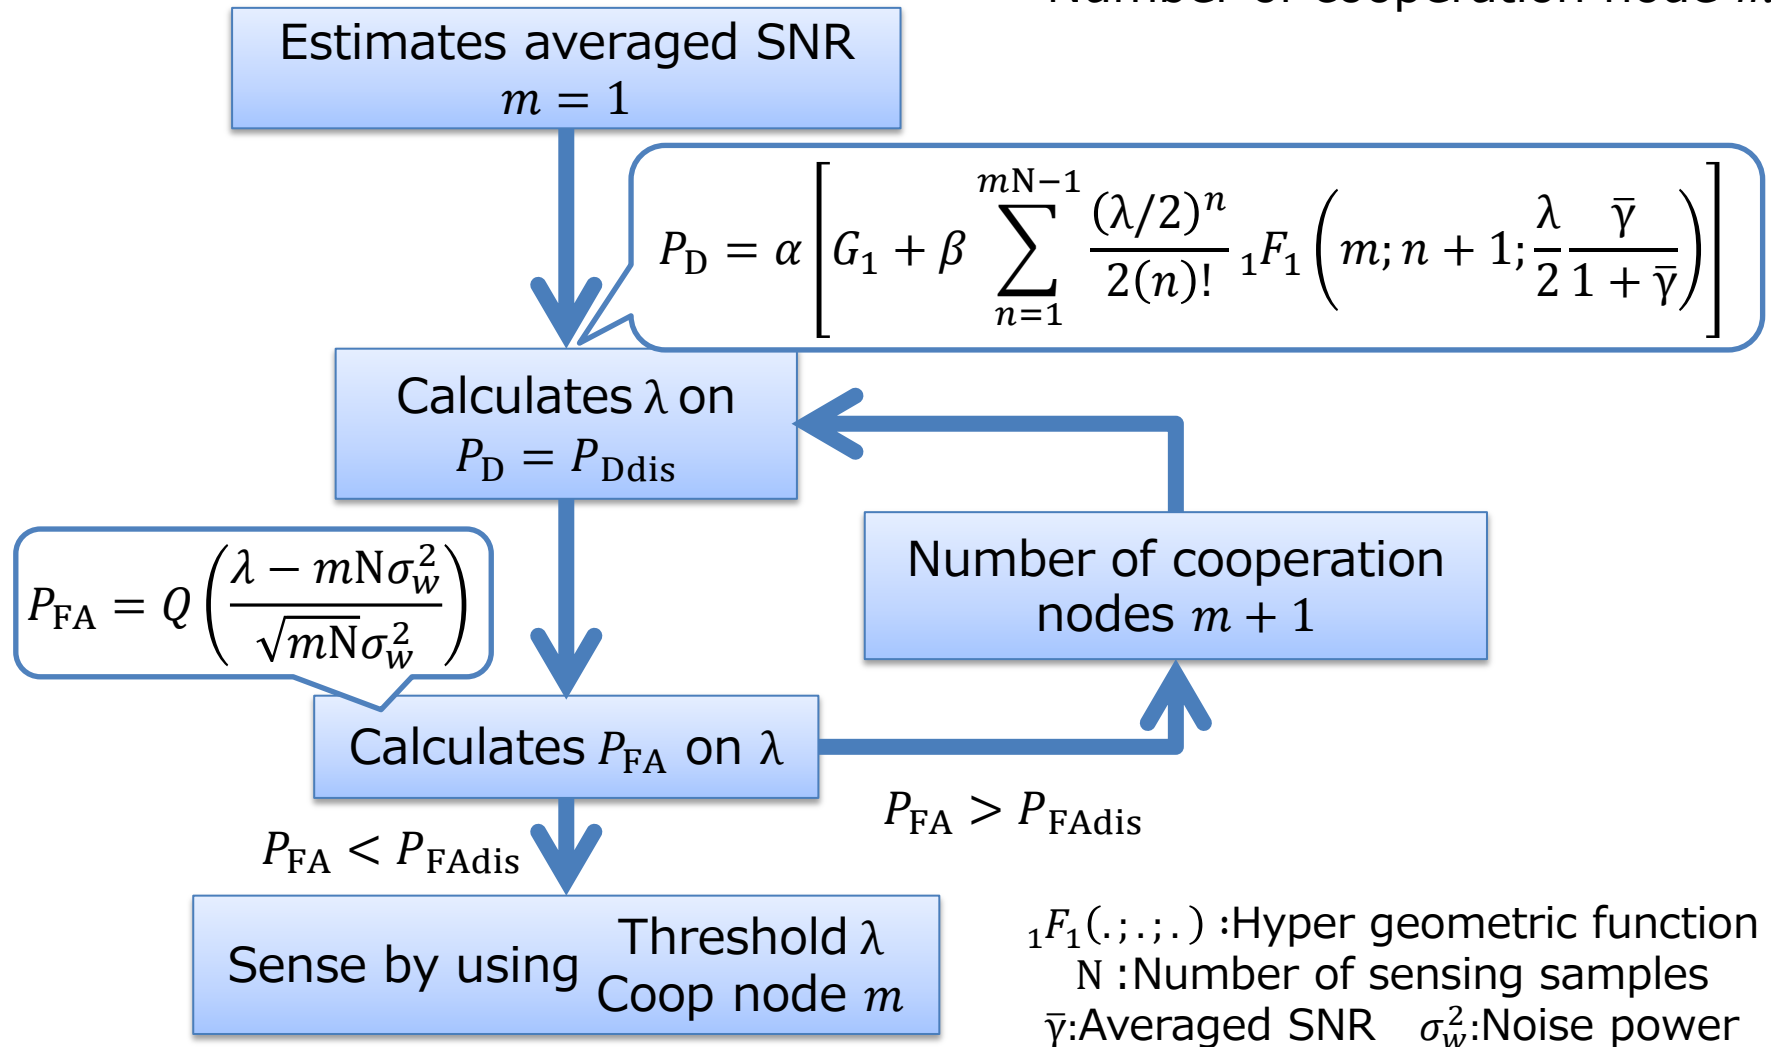 Number of cooperation node
Estimates averaged SNR
m = 1
P_D = α [ G_1 + β ∑_{n=1}^{mN−1} (λ/2)^n / 2(n)! _1F_1 ( m; n + 1; λ/2 γ̅/(1 + γ̅) ) ]
Calculates λ on
P_D = P_Ddis
P_FA = Q ( (λ − mNσ_w^2) / (√(mN)σ_w^2) )
Number of cooperation
nodes m + 1
Calculates P_FA on λ
P_FA > P_FAdis
P_FA < P_FAdis
Sense by using
Threshold λ
Coop node m
_1F_1(.;.;.) :Hyper geometric function
N :Number of sensing samples
γ̅:Averaged SNR σ_w^2:Noise power